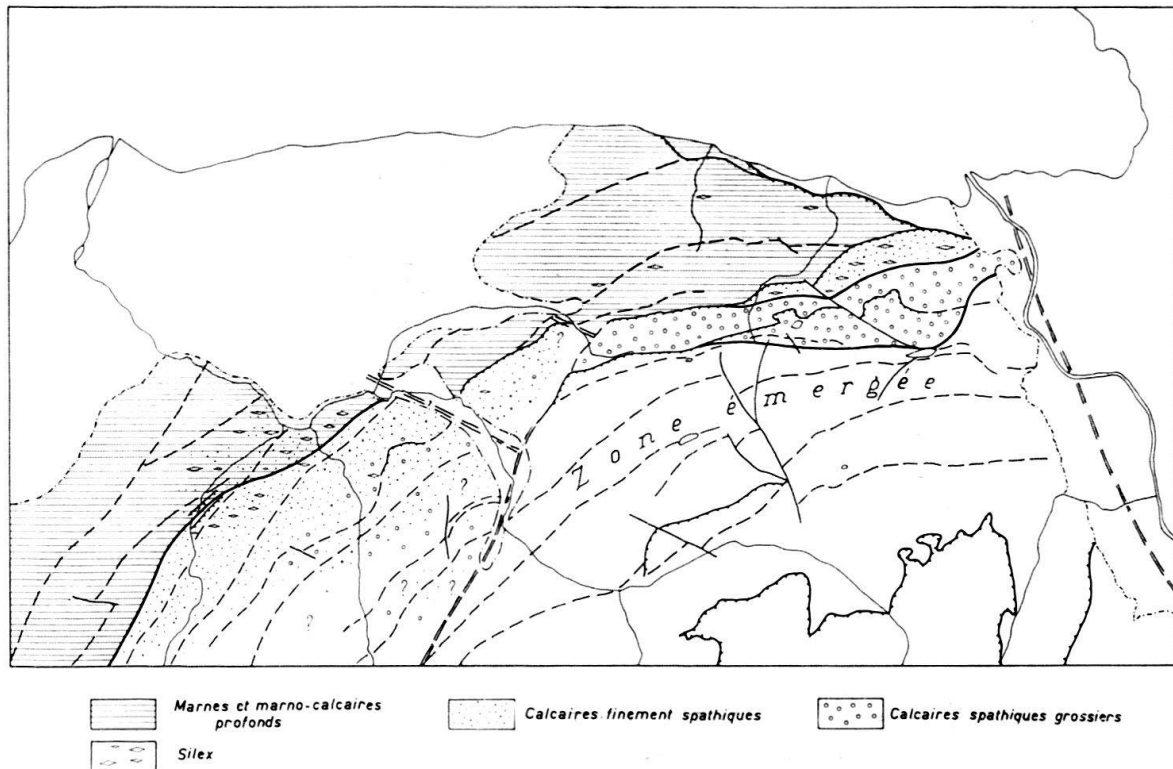 Zone émergée
?
?
?
?
?
?
Marnes et marno-calcaires
profonds
Calcaires finement spathiques
Calcaires spathiques grossiers
Silex